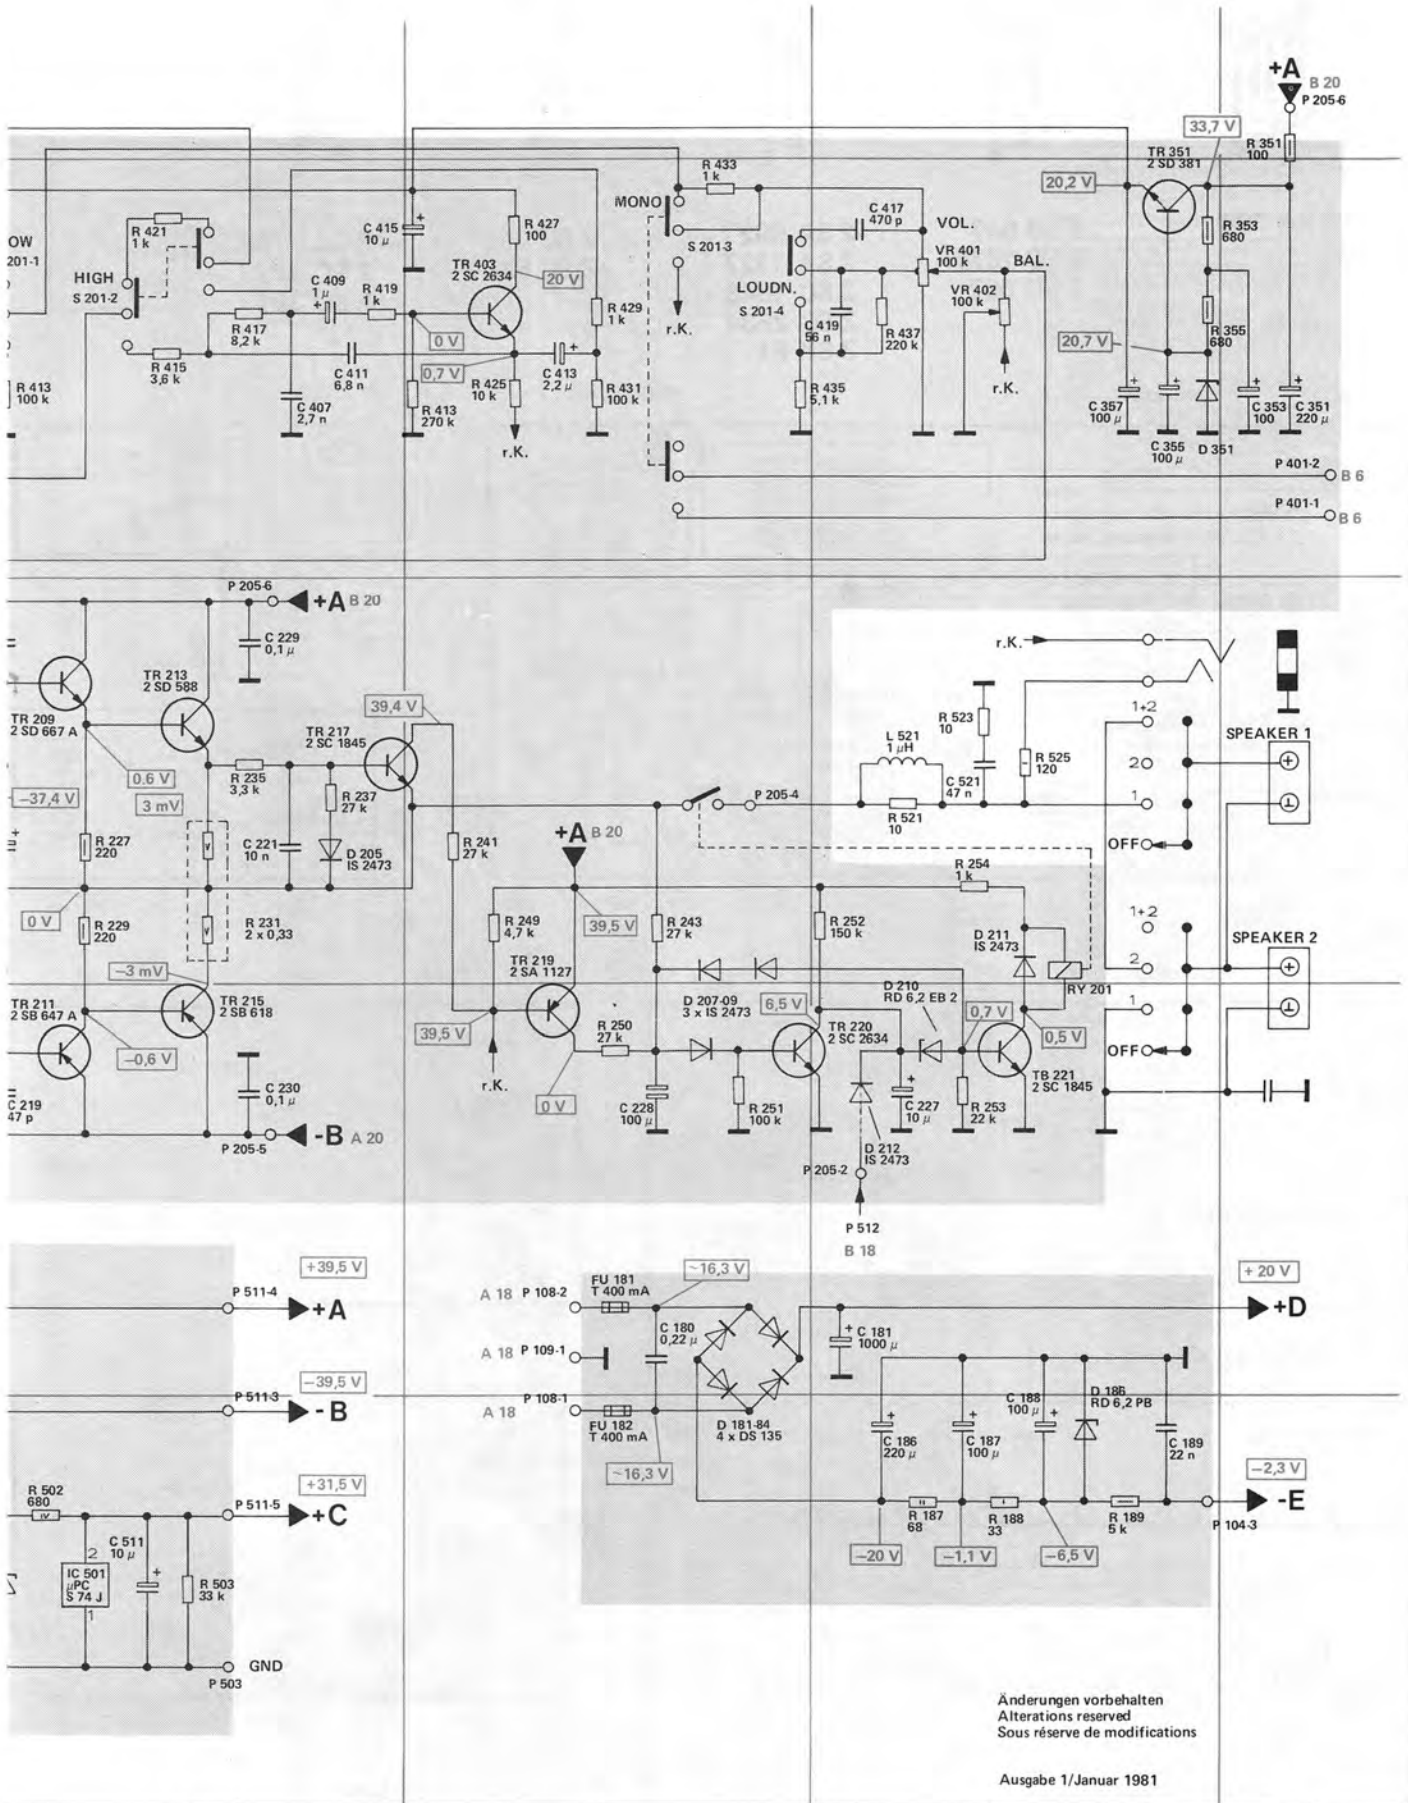 +A
B 20
P 205-6
33,7 V
TR 351
2 SD 381
R 351
100
20,2 V
R 353
680
R 355
680
20,7 V
C 357
100 µ
C 355
100 µ
D 351
C 353
100
C 351
220 µ
R 433
1 k
MONO
S 201-3
r.K.
C 417
470 p
VOL.
VR 401
100 k
BAL.
LOUDN.
S 201-4
VR 402
100 k
C 419
56 n
R 437
220 k
r.K.
R 435
5,1 k
OW
201-1
R 421
1 k
HIGH
S 201-2
C 415
10 µ
R 427
100
TR 403
2 SC 2634
20 V
C 409
1 µ
R 419
1 k
R 429
1 k
R 417
8,2 k
0 V
R 415
3,6 k
C 411
6,8 n
0,7 V
C 413
2,2 µ
R 413
100 k
C 407
2,7 n
R 413
270 k
R 425
10 k
R 431
100 k
r.K.
P 401-2
B 6
P 401-1
B 6
P 205-6
+A B 20
C 229
0,1 µ
TR 213
2 SD 588
TR 209
2 SD 667 A
39,4 V
TR 217
2 SC 1845
0.6 V
R 235
3,3 k
−37,4 V
3 mV
R 237
27 k
R 227
220
C 221
10 n
D 205
IS 2473
R 241
27 k
0 V
R 229
220
R 231
2 x 0,33
−3 mV
TR 211
2 SB 647 A
TR 215
2 SB 618
−0,6 V
C 230
0,1 µ
C 219
47 p
P 205-5
-B A 20
+A B 20
R 249
4,7 k
39,5 V
TR 219
2 SA 1127
39,5 V
r.K.
0 V
R 250
27 k
R 243
27 k
C 228
100 µ
D 207-09
3 x IS 2473
R 251
100 k
6,5 V
R 252
150 k
TR 220
2 SC 2634
P 205-4
L 521
1 µH
R 521
10
R 523
10
C 521
47 n
R 525
120
r.K.
1+2
2
1
OFF
SPEAKER 1
R 254
1 k
D 211
IS 2473
RY 201
D 210
RD 6,2 EB 2
0,7 V
0,5 V
TB 221
2 SC 1845
C 227
10 µ
R 253
22 k
D 212
IS 2473
P 205-2
P 512
B 18
1+2
2
1
OFF
SPEAKER 2
+39,5 V
P 511-4
+A
−39,5 V
P 511-3
-B
+31,5 V
P 511-5
+C
R 502
680
C 511
10 µ
2
IC 501
µPC
S 74 J
1
R 503
33 k
GND
P 503
A 18 P 108-2
FU 181
T 400 mA
~16,3 V
C 180
0,22 µ
A 18 P 109-1
A 18
P 108-1
FU 182
T 400 mA
~16,3 V
D 181-84
4 x DS 135
C 181
1000 µ
+ 20 V
+D
C 186
220 µ
C 187
100 µ
C 188
100 µ
D 186
RD 6,2 PB
C 189
22 n
R 187
68
R 188
33
R 189
5 k
−20 V
−1,1 V
−6,5 V
−2,3 V
-E
P 104-3
Änderungen vorbehalten
Alterations reserved
Sous réserve de modifications
Ausgabe 1/Januar 1981